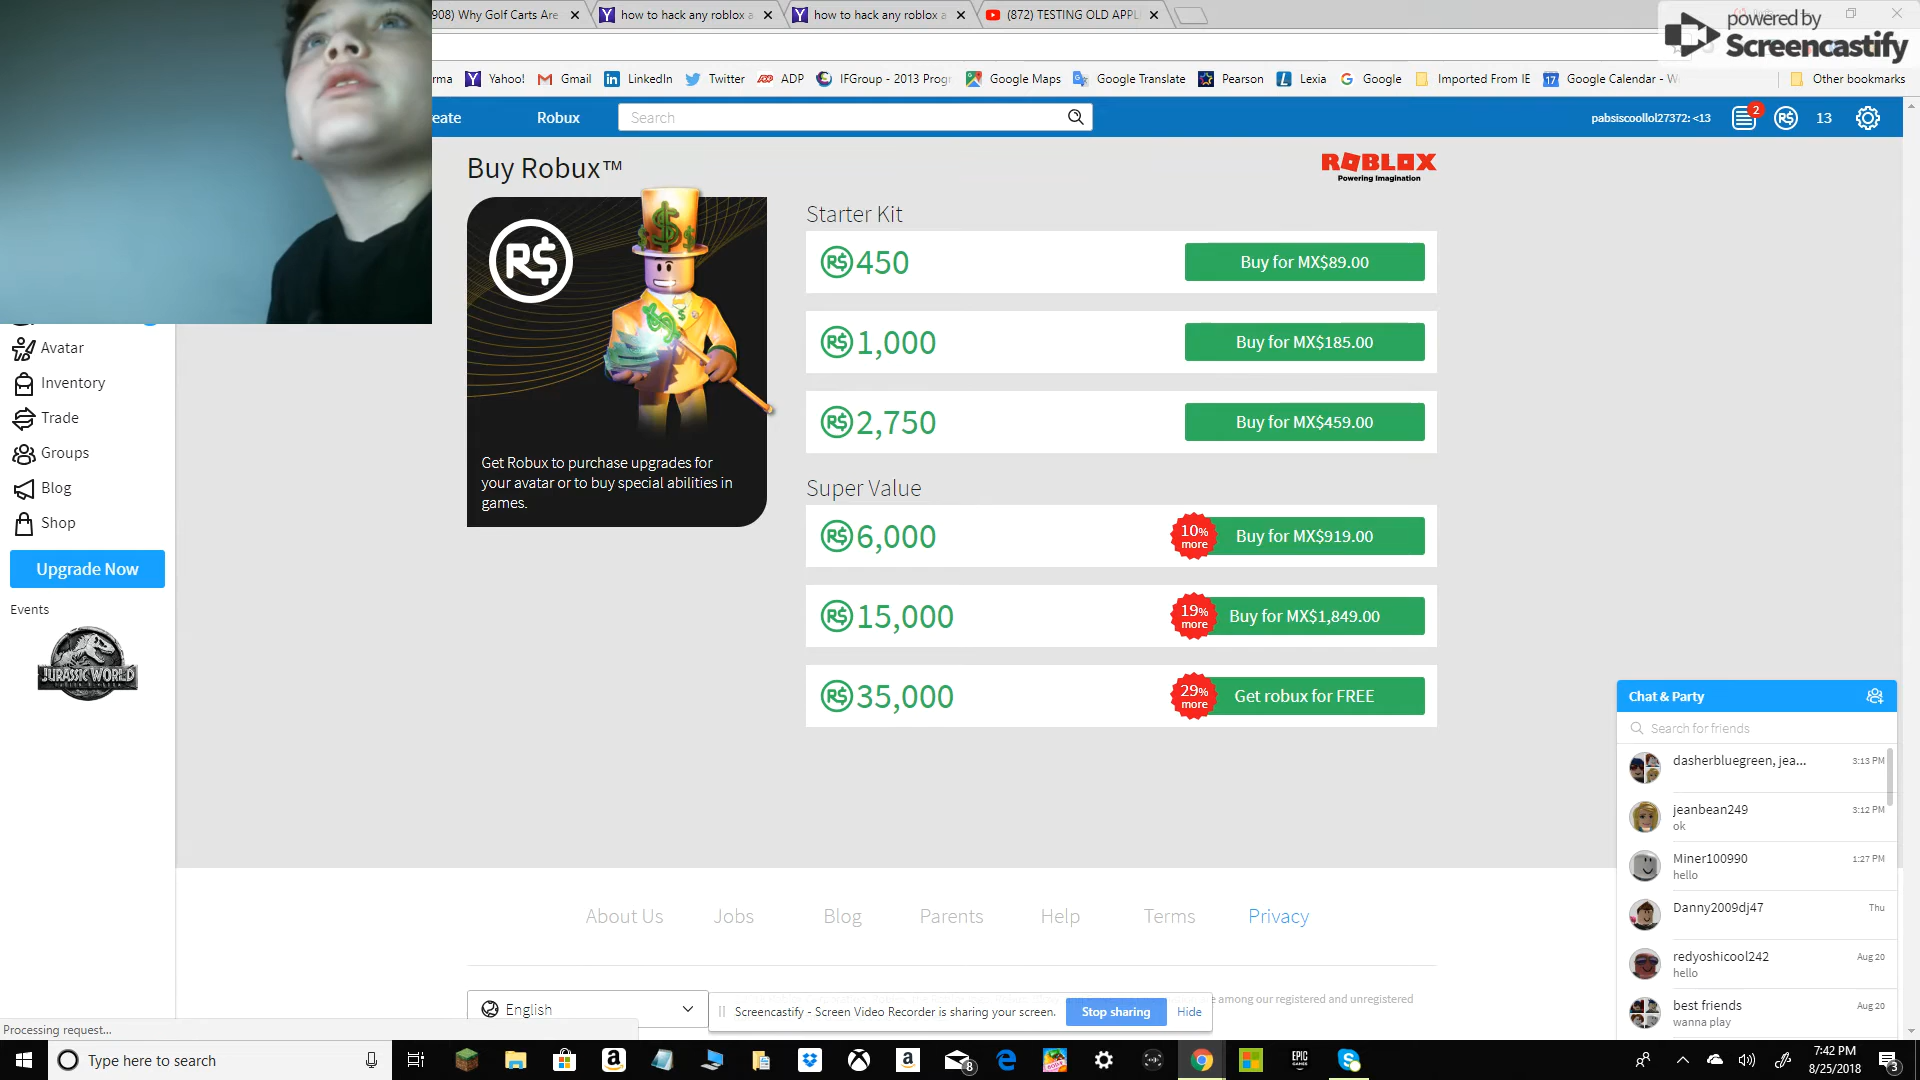 908) Why Golf Carts Are
how to hack any roblox a
how to hack any roblox a
(872) TESTING OLD APPL
powered by
Screencastify
rma
Yahoo!
Gmail
LinkedIn
Twitter
ADP
IFGroup - 2013 Prog
Google Maps
Google Translate
Pearson
Lexia
Google
Imported From IE
Google Calendar - W
Other bookmarks
eate
Robux
Search
pabsiscoollol27372: <13
2
R$
13
Buy Robux™
ROBLOX
Powering Imagination
R$
Get Robux to purchase upgrades for
your avatar or to buy special abilities in
games.
Starter Kit
R$ 450
Buy for MX$89.00
R$ 1,000
Buy for MX$185.00
R$ 2,750
Buy for MX$459.00
Super Value
R$ 6,000
10% more
Buy for MX$919.00
R$ 15,000
19% more
Buy for MX$1,849.00
R$ 35,000
29% more
Get robux for FREE
Avatar
Inventory
Trade
Groups
Blog
Shop
Upgrade Now
Events
JURASSIC WORLD
Chat & Party
Search for friends
dasherbluegreen, jea...
3:13 PM
jeanbean249
3:12 PM
ok
Miner100990
1:27 PM
hello
Danny2009dj47
Thu
redyoshicool242
Aug 20
hello
best friends
Aug 20
wanna play
About Us
Jobs
Blog
Parents
Help
Terms
Privacy
English
e among our registered and unregistered
Screencastify - Screen Video Recorder is sharing your screen.
Stop sharing
Hide
Processing request...
Type here to search
8
EPIC
GAMES
7:42 PM
8/25/2018
3